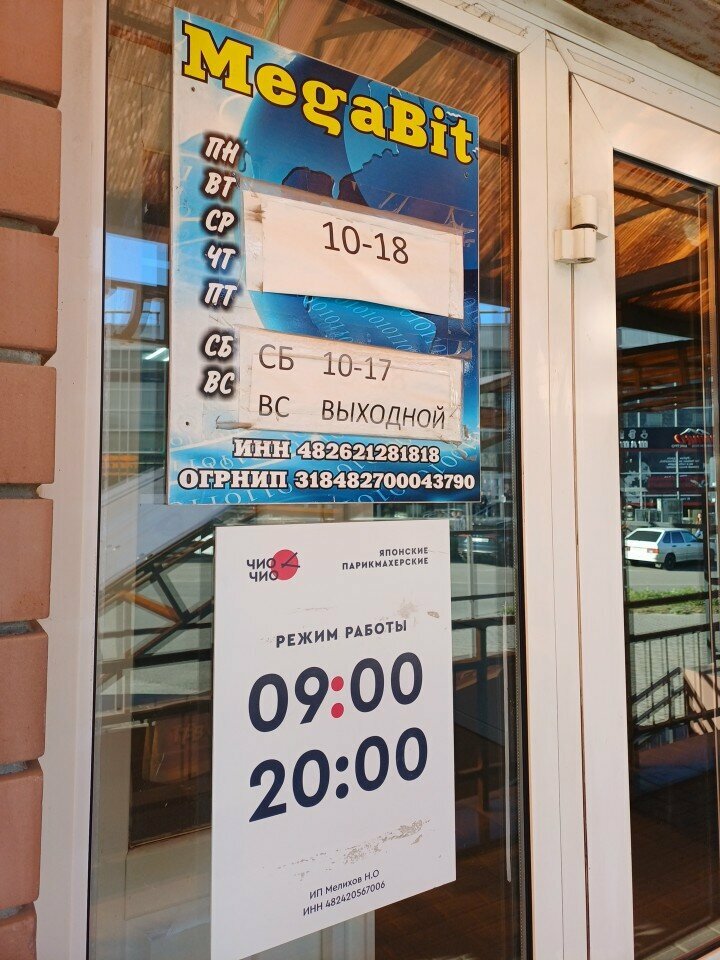 MegaBit
ПН
ВТ
СР
ЧТ
ПТ
10-18
СБ
ВС
СБ 10-17
ВС ВЫХОДНОЙ
ИНН 482621281818
ОГРНИП 318482700043790
ЧИО
ЧИО
ЯПОНСКИЕ
ПАРИКМАХЕРСКИЕ
РЕЖИМ РАБОТЫ
09:00
20:00
ИП Мелихов Н.О
ИНН 482420567006